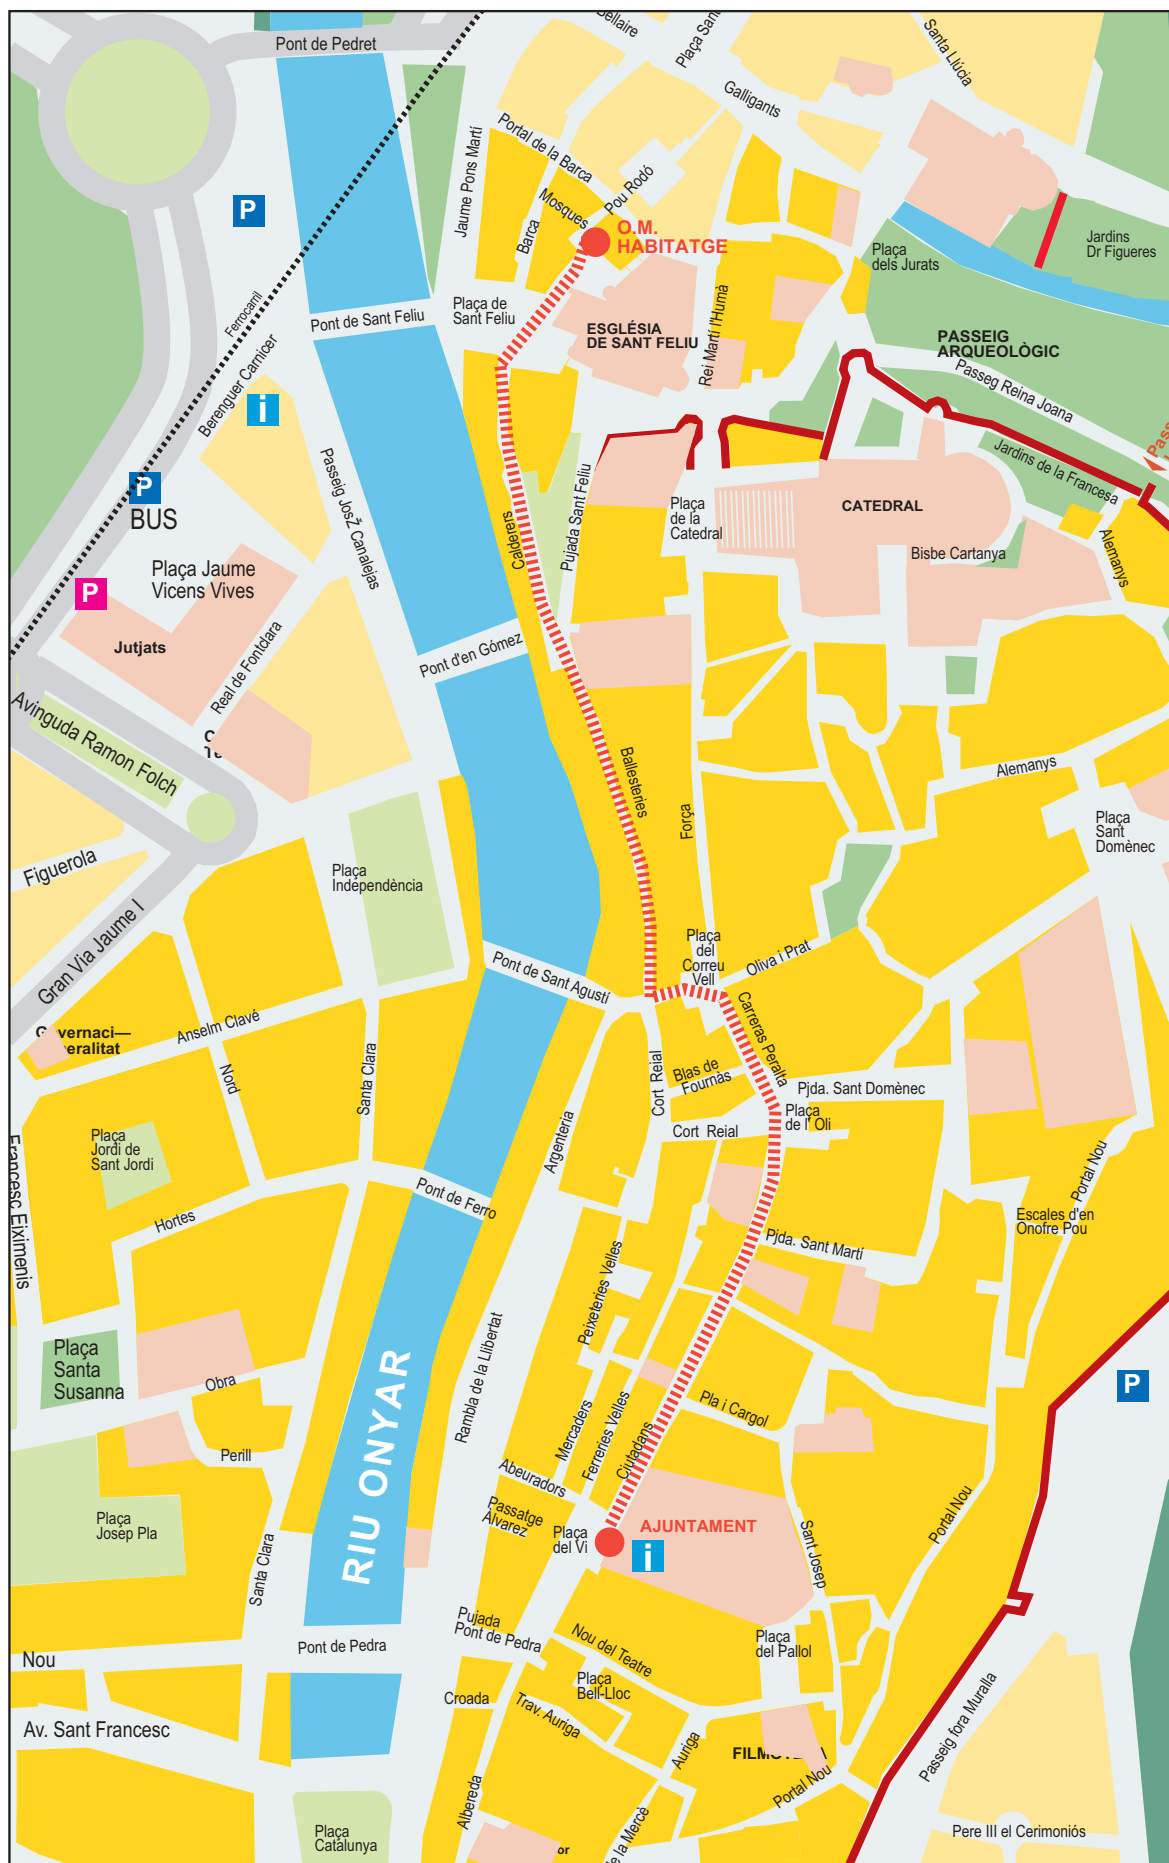 Bellaire
Plaça Sant
Santa Llúcia
Pont de Pedret
Galligants
Portal de la Barca
Jaume Pons Martí
Pou Rodó
Mosques
P
Barca
O.M.
HABITATGE
Plaça
dels Jurats
Jardins
Dr Figueres
Ferrocarril
Pont de Sant Feliu
Plaça de
Sant Feliu
ESGLÉSIA
DE SANT FELIU
Rei Martí l'Humà
PASSEIG
ARQUEOLÒGIC
Passeg Reina Joana
Berenguer Carnicer
i
Passeig JosŽ Canalejas
Jardins de la Francesa
P
BUS
Calderers
Pujada Sant Feliu
Plaça
de la
Catedral
CATEDRAL
Bisbe Cartanya
Alemanys
Plaça Jaume
Vicens Vives
P
Jutjats
Real de Fontclara
Pont d'en Gómez
Avinguda Ramon Folch
Ballesteries
Força
Alemanys
Plaça
Sant
Domènec
Figuerola
Plaça
Independència
Gran Via Jaume I
Plaça
del
Correu
Vell
Oliva i Prat
Pont de Sant Agustí
Anselm Clavé
Nord
Santa Clara
Cort Reial
Blas de
Fournàs
Carreras Peralta
Pjda. Sant Domènec
Plaça
de l' Oli
Cort Reial
Argenteria
Plaça
Jordi de
Sant Jordi
Francesc Eiximenis
Hortes
Pont de Ferro
Portal Nou
Escales d'en
Onofre Pou
Pjda. Sant Martí
Peixeteries Velles
Rambla de la Llibertat
Plaça
Santa
Susanna
Obra
RIU ONYAR
P
Pla i Cargol
Mercaders
Ferreries Velles
Ciutadans
Perill
Abeuradors
Passatge
Àlvarez
Plaça
del Vi
AJUNTAMENT
i
Plaça
Josep Pla
Santa Clara
Sant Josep
Portal Nou
Pujada
Pont de Pedra
Pont de Pedra
Nou
Nou del Teatre
Plaça
del Pallol
Plaça
Bell-Lloc
Croada
Trav. Auriga
Av. Sant Francesc
Auriga
Passeig fora Muralla
Portal Nou
Albereda
Plaça
Catalunya
de la Mercè
Pere III el Cerimoniós